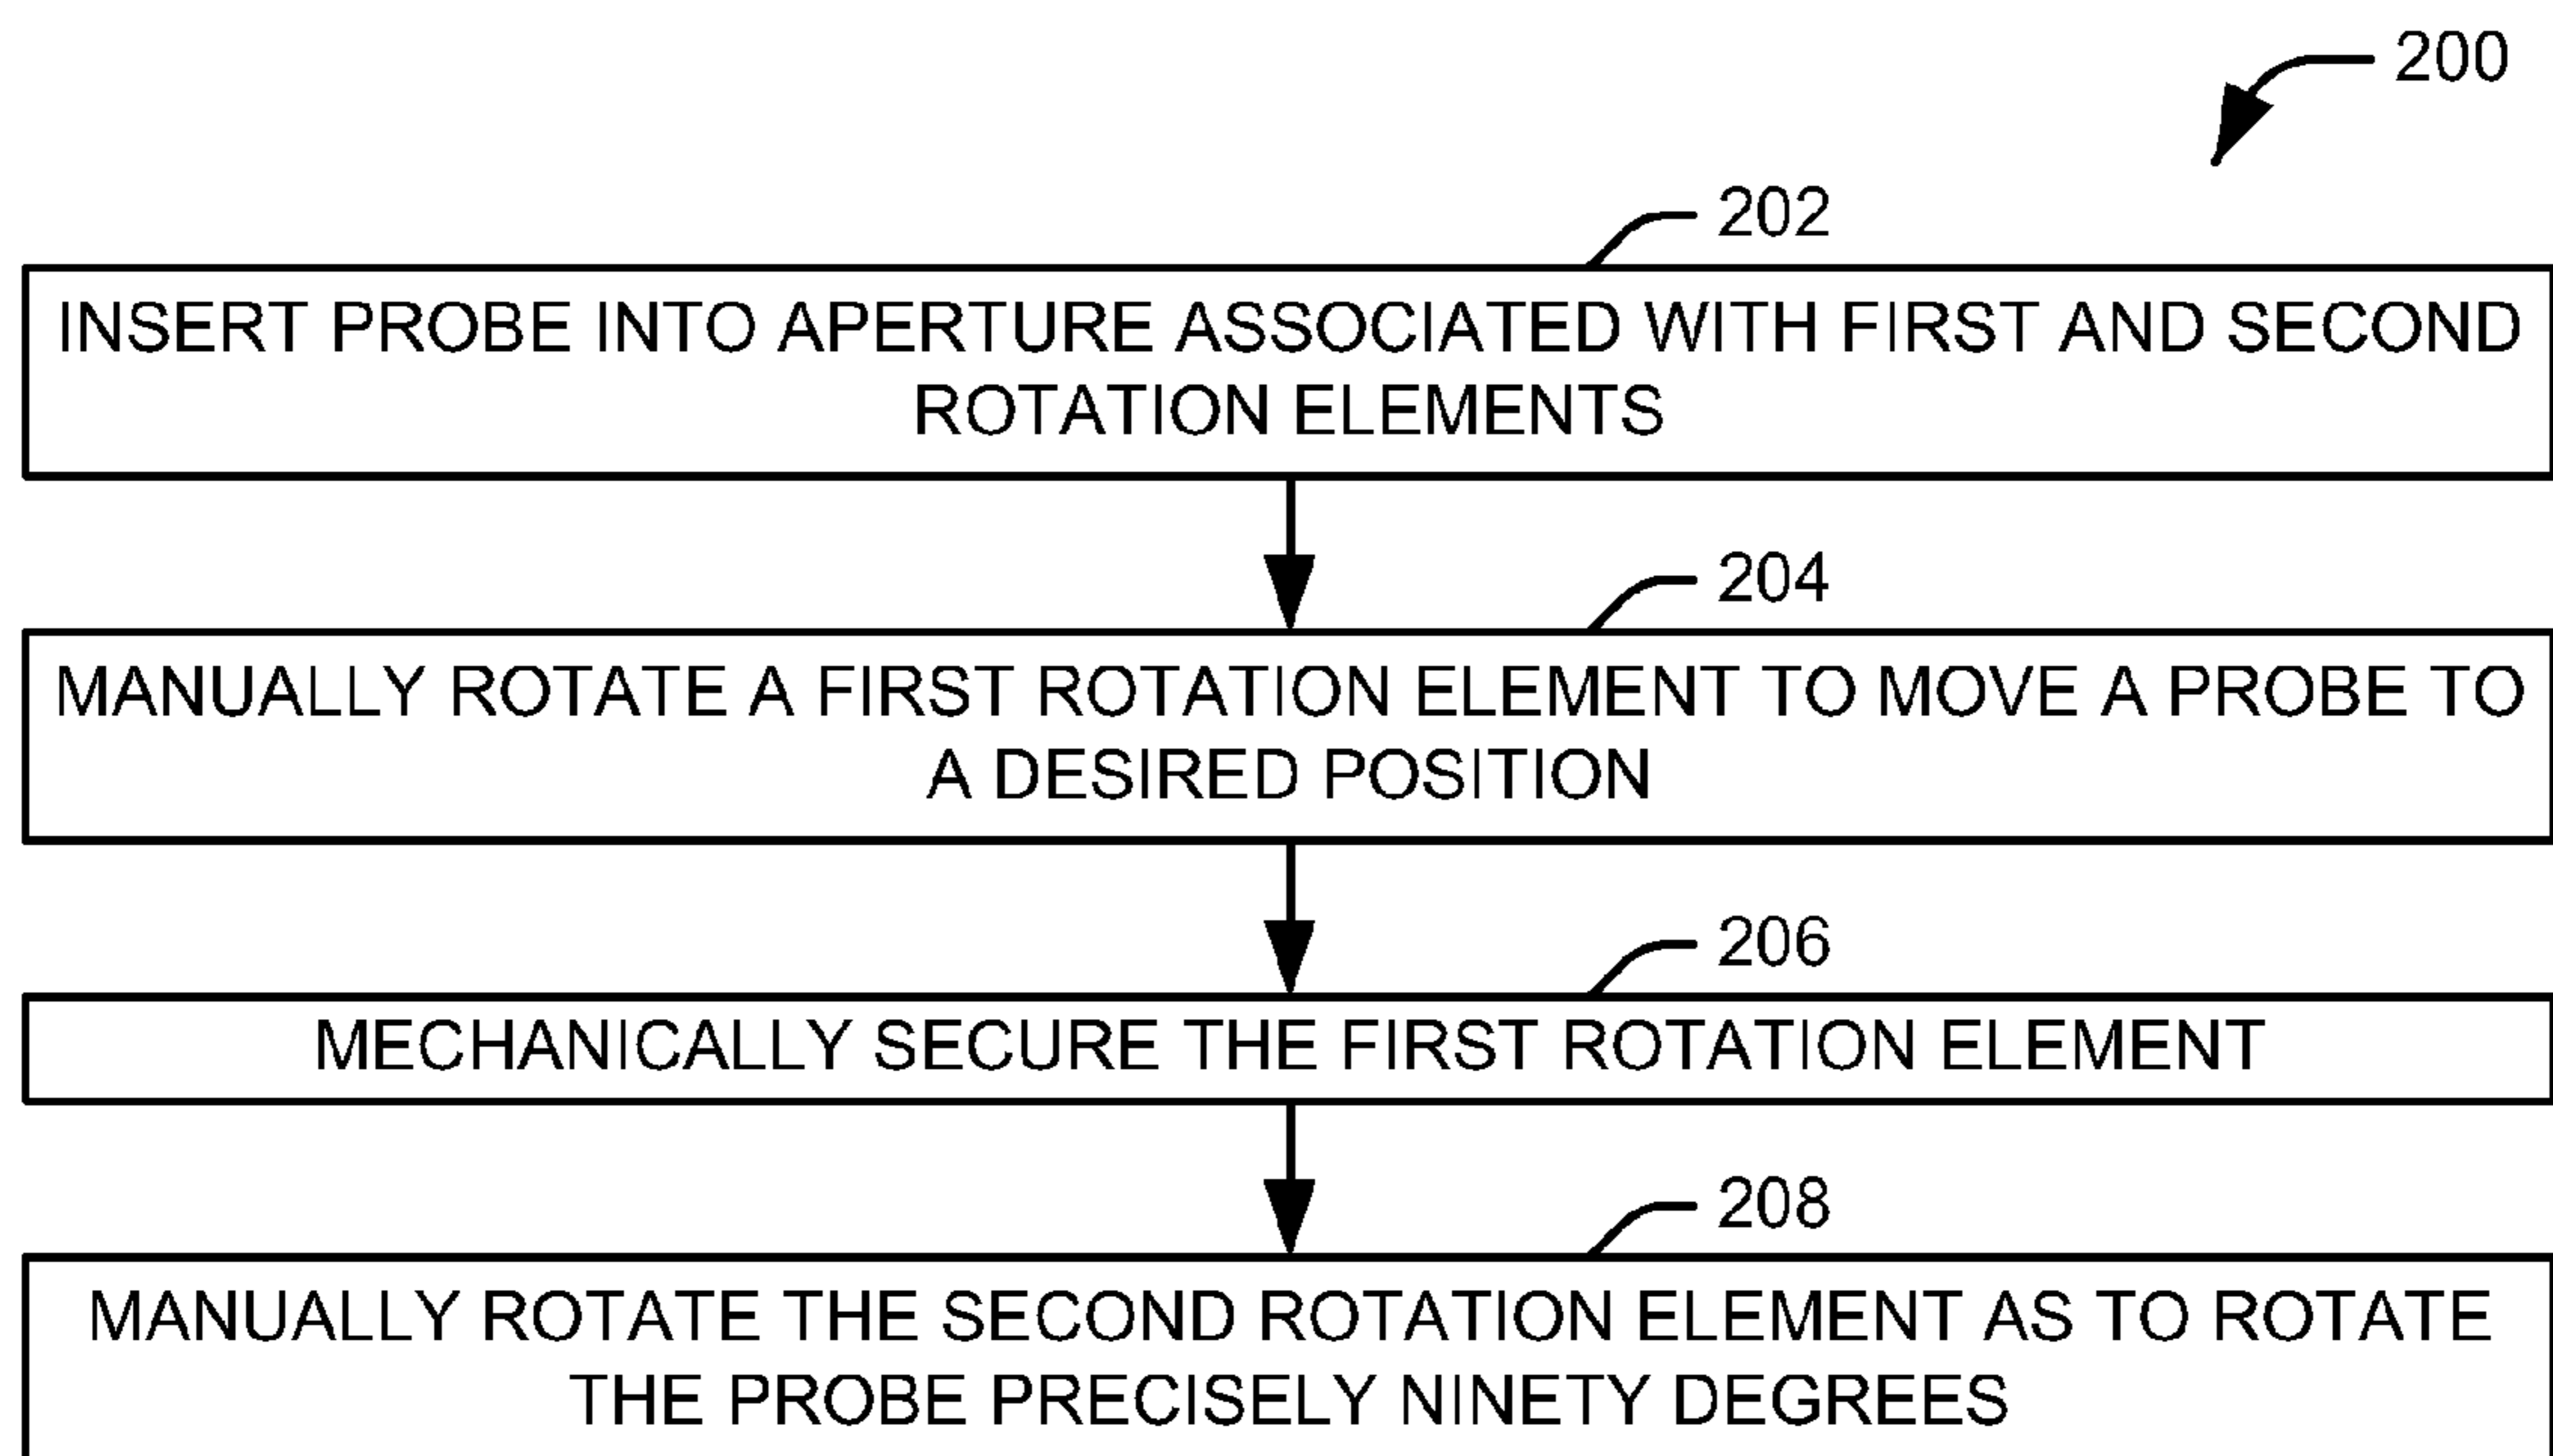 200
202
INSERT PROBE INTO APERTURE ASSOCIATED WITH FIRST AND SECOND
ROTATION ELEMENTS
204
MANUALLY ROTATE A FIRST ROTATION ELEMENT TO MOVE A PROBE TO
A DESIRED POSITION
206
MECHANICALLY SECURE THE FIRST ROTATION ELEMENT
208
MANUALLY ROTATE THE SECOND ROTATION ELEMENT AS TO ROTATE
THE PROBE PRECISELY NINETY DEGREES